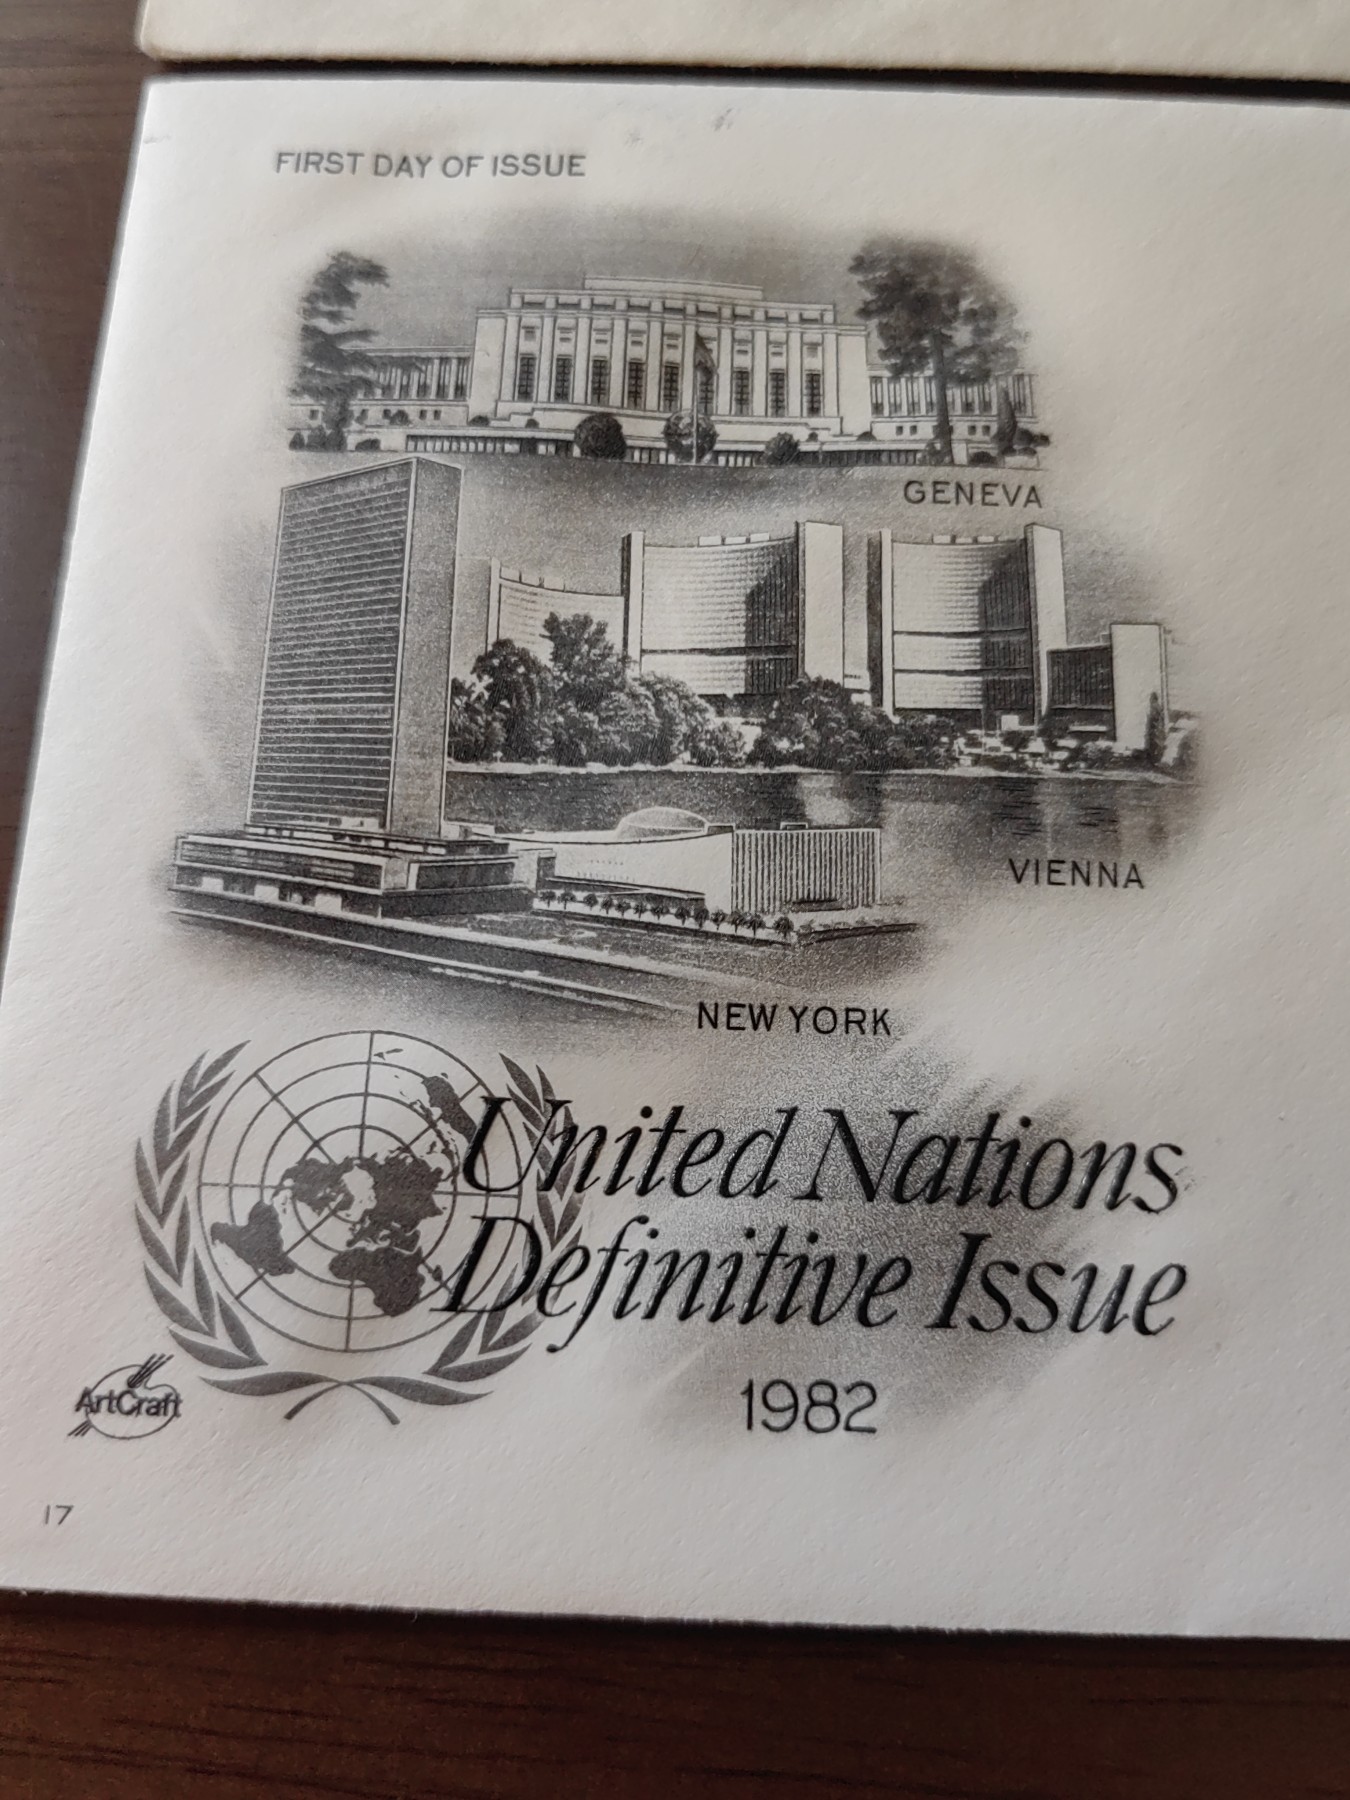 FIRST DAY OF ISSUE
GENEVA
VIENNA
NEW YORK
United Nations
Definitive Issue
1982
ArtCraft
17